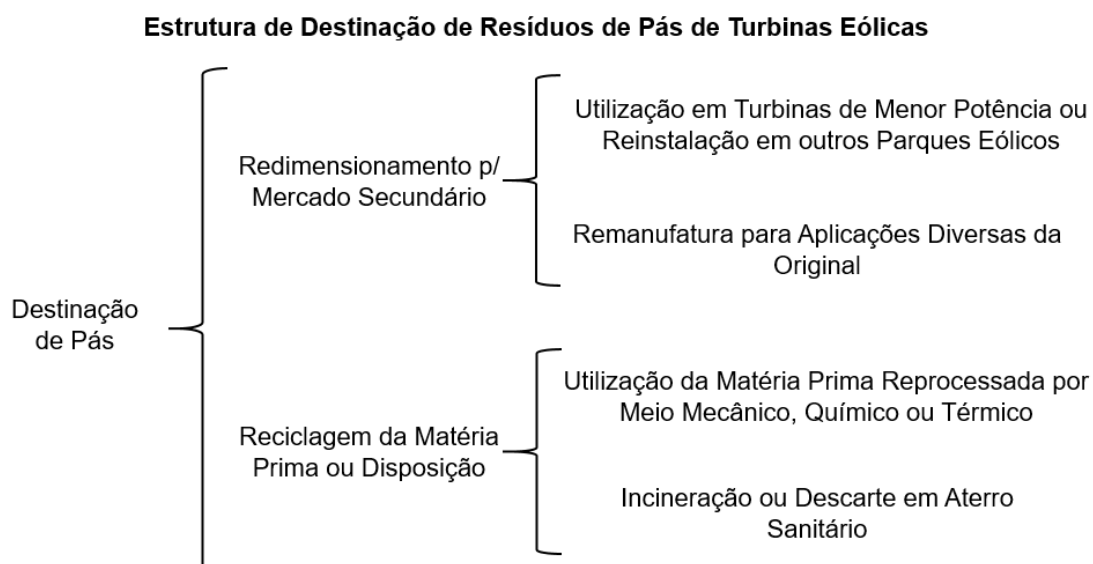 Estrutura de Destinação de Resíduos de Pás de Turbinas Eólicas
Utilização em Turbinas de Menor Potência ou
Reinstalação em outros Parques Eólicos
Redimensionamento p/
Mercado Secundário
Remanufatura para Aplicações Diversas da
Original
Destinação
de Pás
Utilização da Matéria Prima Reprocessada por
Meio Mecânico, Químico ou Térmico
Reciclagem da Matéria
Prima ou Disposição
Incineração ou Descarte em Aterro
Sanitário